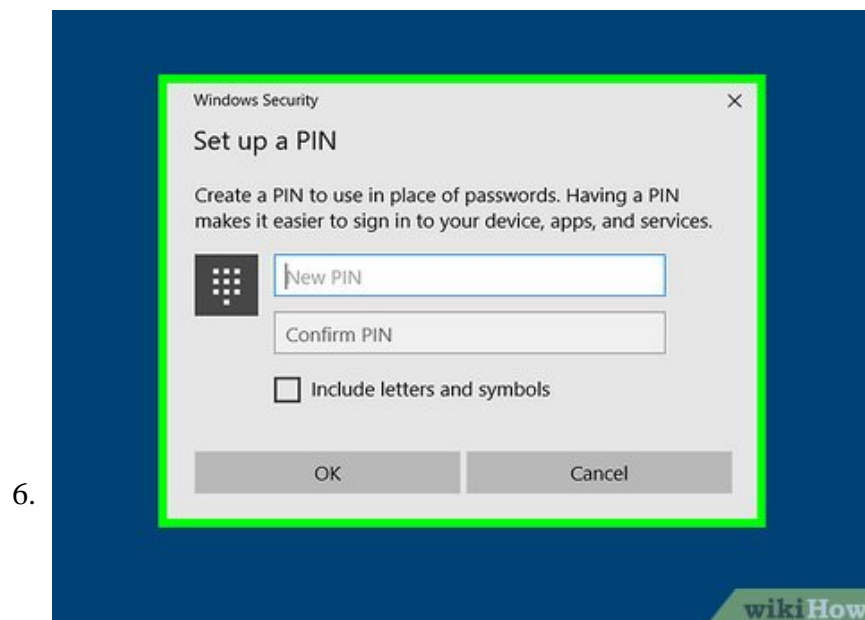 Windows Security
Set up a PIN
Create a PIN to use in place of passwords. Having a PIN
makes it easier to sign in to your device, apps, and services.
New PIN
Confirm PIN
Include letters and symbols
OK
Cancel
6.
wikiHow